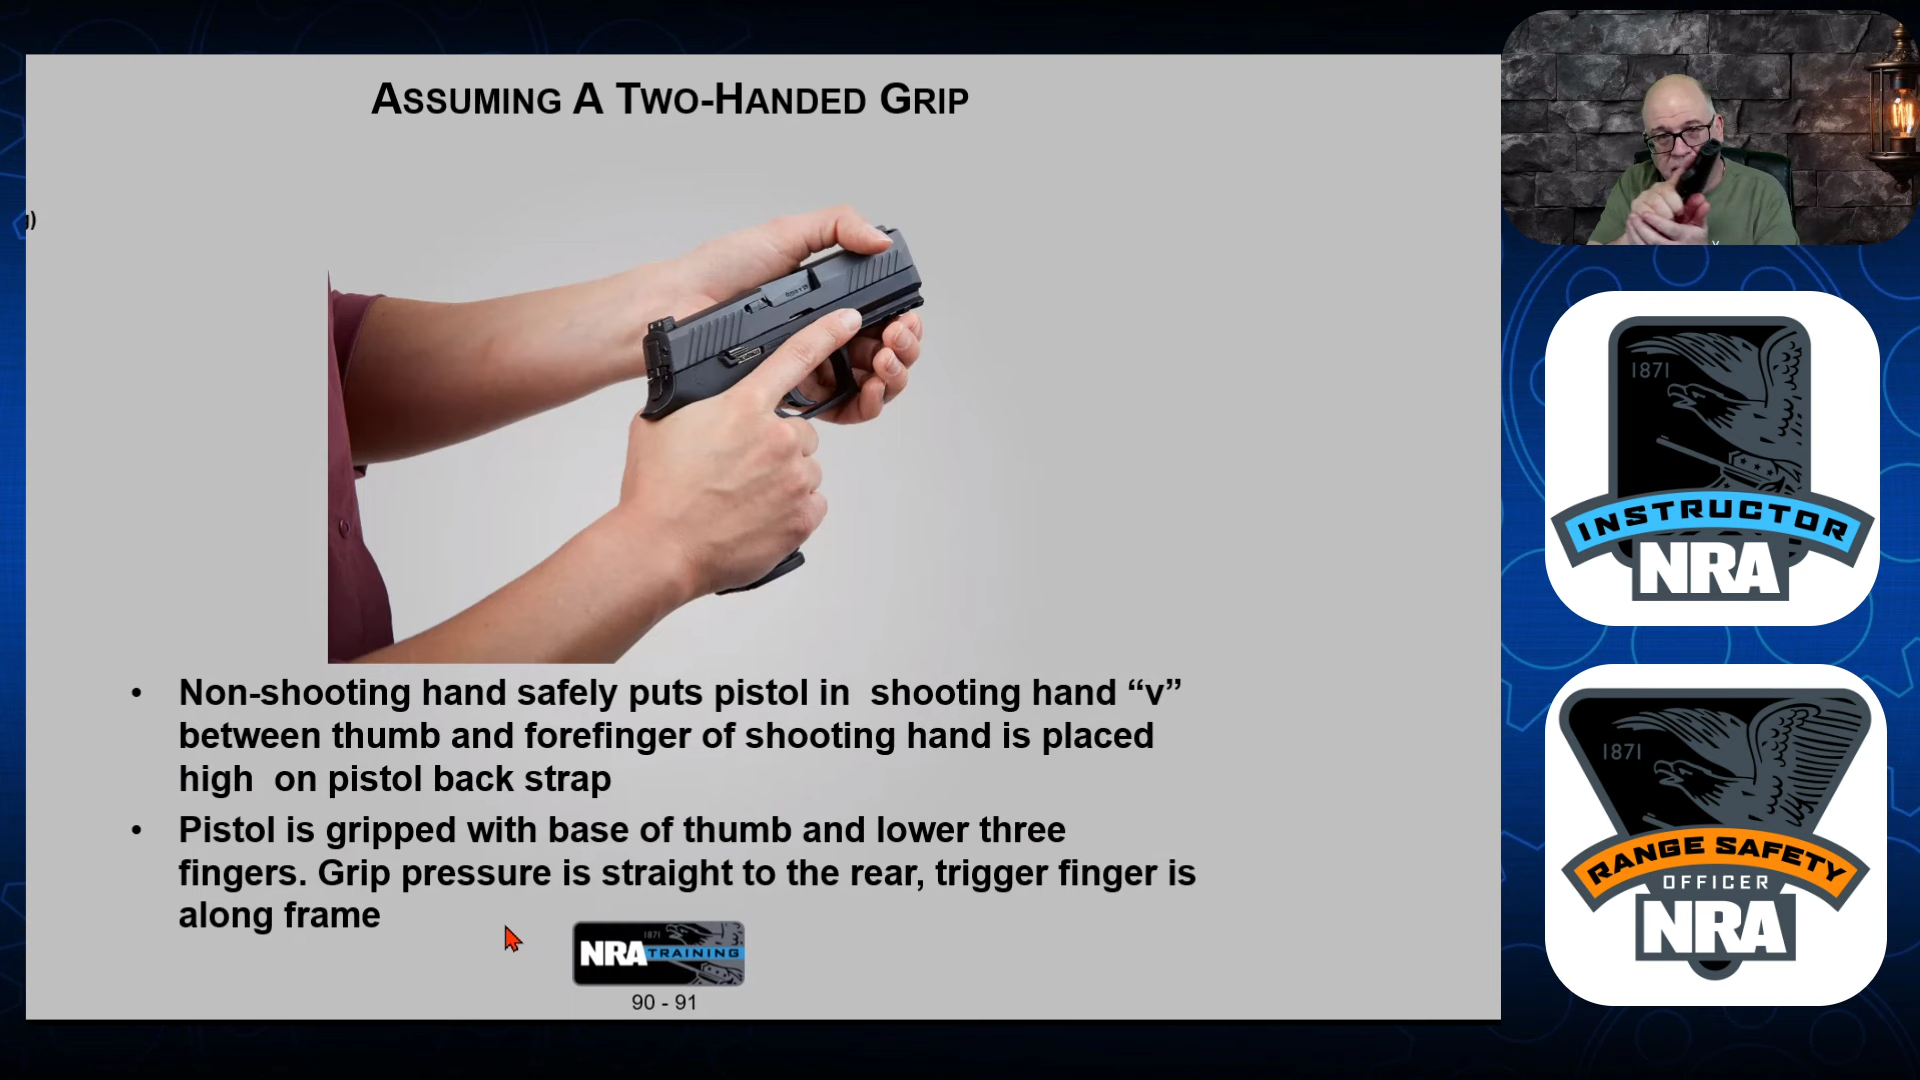 ASSUMING A TWO-HANDED GRIP
)
• Non-shooting hand safely puts pistol in shooting hand “v”
between thumb and forefinger of shooting hand is placed
high on pistol back strap
• Pistol is gripped with base of thumb and lower three
fingers. Grip pressure is straight to the rear, trigger finger is
along frame
1871
NRA TRAINING
90 - 91
1871
INSTRUCTOR
NRA
1871
RANGE SAFETY
OFFICER
NRA